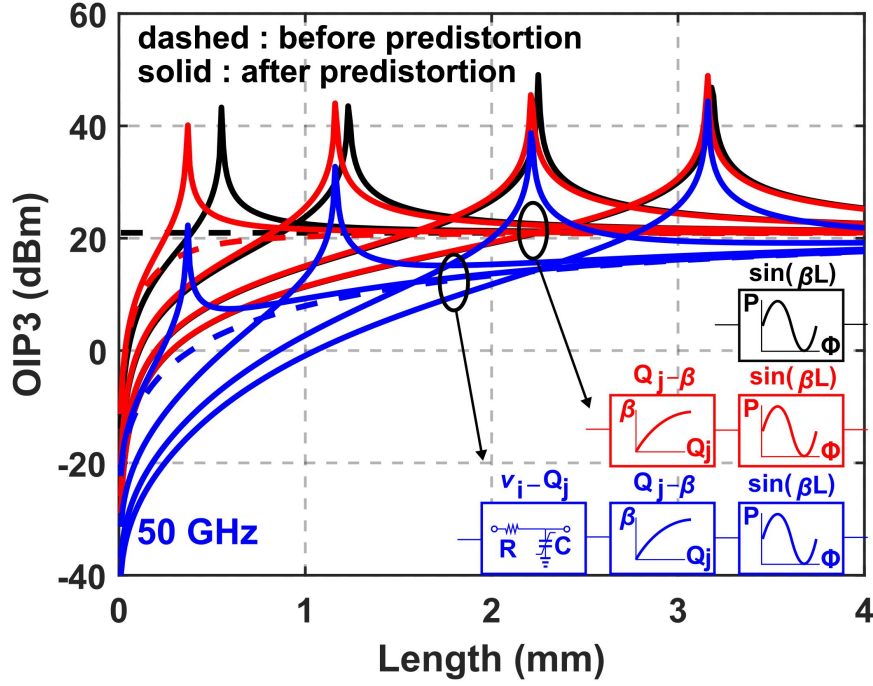 60
40
20
0
-20
-40
OIP3 (dBm)
dashed : before predistortion
solid : after predistortion
50 GHz
sin(βL)
P
Φ
Qj−β
sin(βL)
β
Qj
P
Φ
vi−Qj
Qj−β
sin(βL)
R
C
β
Qj
P
Φ
0 1 2 3 4
Length (mm)